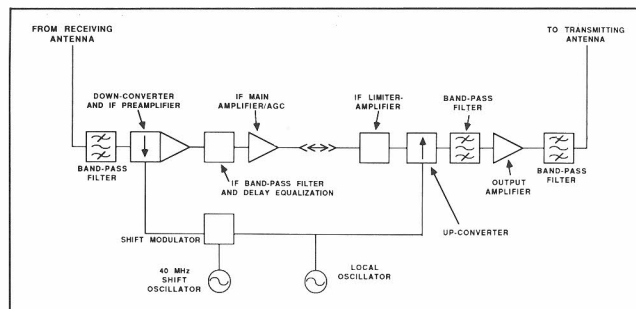 FROM RECEIVING
ANTENNA
TO TRANSMITTING
ANTENNA
DOWN-CONVERTER
AND IF PREAMPLIFIER
IF MAIN
AMPLIFIER/AGC
IF LIMITER-
AMPLIFIER
BAND-PASS
FILTER
BAND-PASS
FILTER
IF BAND-PASS FILTER
AND DELAY EQUALIZATION
OUTPUT
AMPLIFIER
BAND-PASS
FILTER
UP-CONVERTER
SHIFT MODULATOR
40 MHz
SHIFT
OSCILLATOR
LOCAL
OSCILLATOR